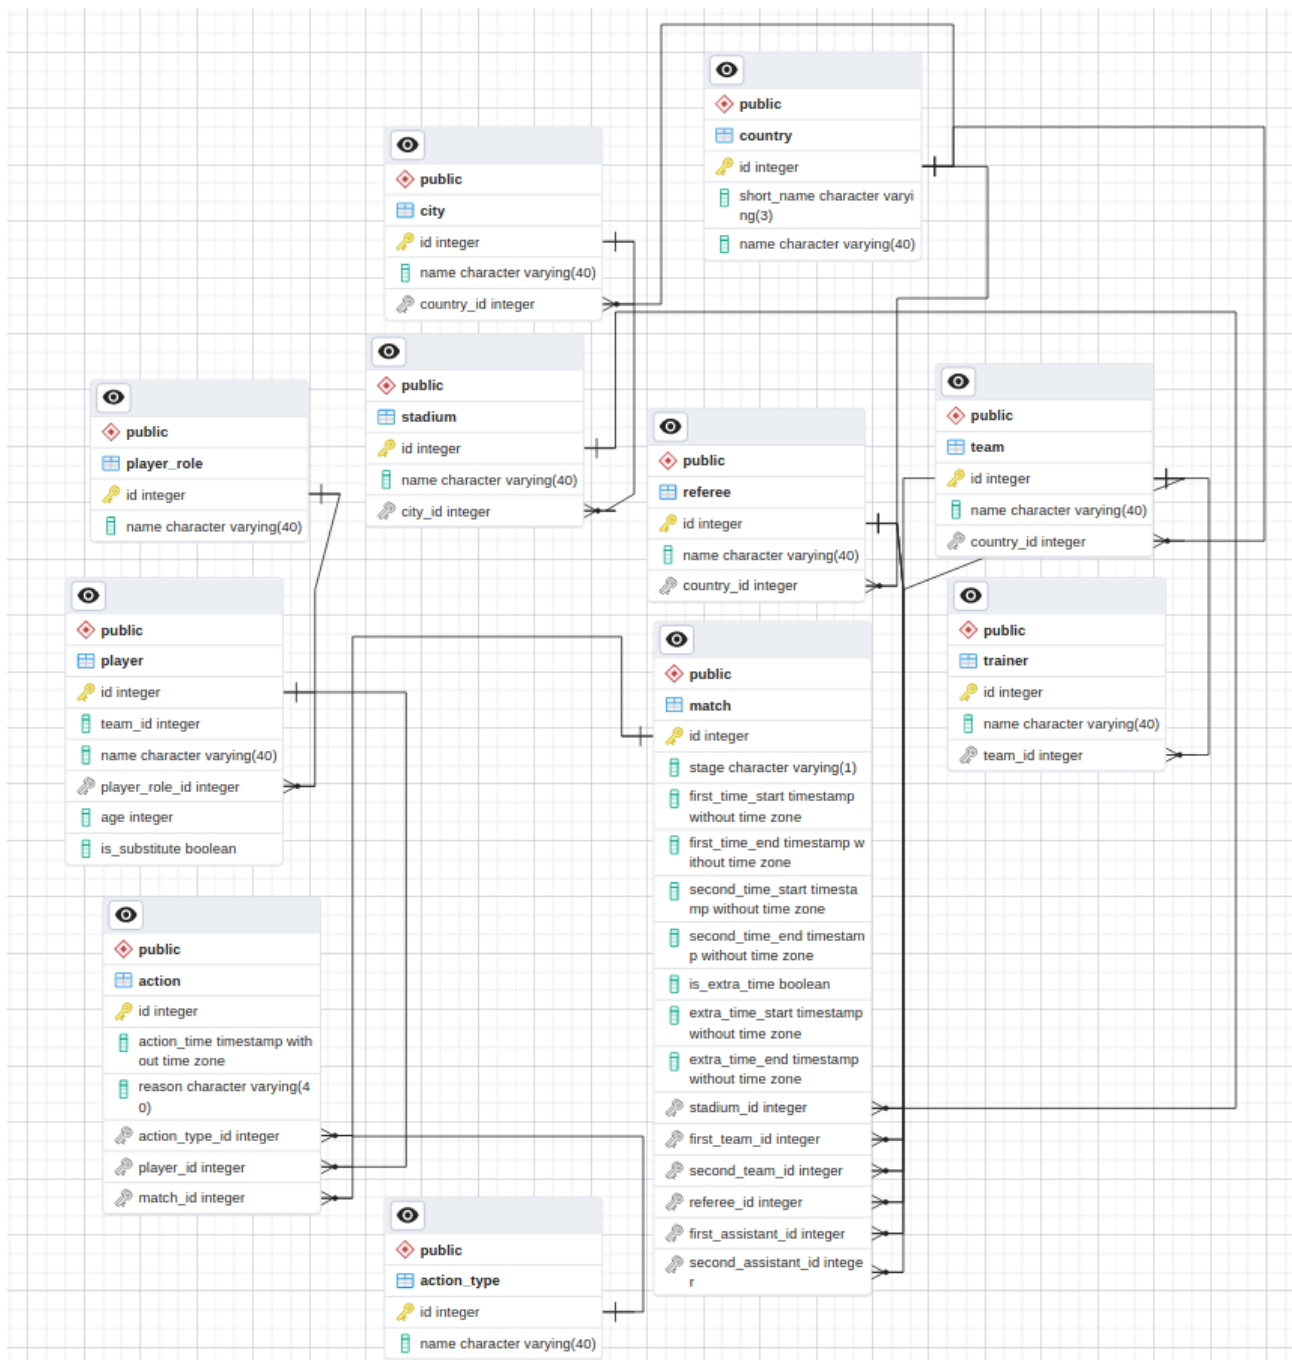 public
country
id integer
short_name character varyi
ng(3)
name character varying(40)
public
city
id integer
name character varying(40)
country_id integer
public
stadium
id integer
name character varying(40)
city_id integer
public
player_role
id integer
name character varying(40)
public
referee
id integer
name character varying(40)
country_id integer
public
team
id integer
name character varying(40)
country_id integer
public
player
id integer
team_id integer
name character varying(40)
player_role_id integer
age integer
is_substitute boolean
public
match
id integer
stage character varying(1)
first_time_start timestamp
without time zone
first_time_end timestamp w
ithout time zone
second_time_start timesta
mp without time zone
second_time_end timestam
p without time zone
is_extra_time boolean
extra_time_start timestamp
without time zone
extra_time_end timestamp
without time zone
stadium_id integer
first_team_id integer
second_team_id integer
referee_id integer
first_assistant_id integer
second_assistant_id intege
r
public
trainer
id integer
name character varying(40)
team_id integer
public
action
id integer
action_time timestamp with
out time zone
reason character varying(4
0)
action_type_id integer
player_id integer
match_id integer
public
action_type
id integer
name character varying(40)